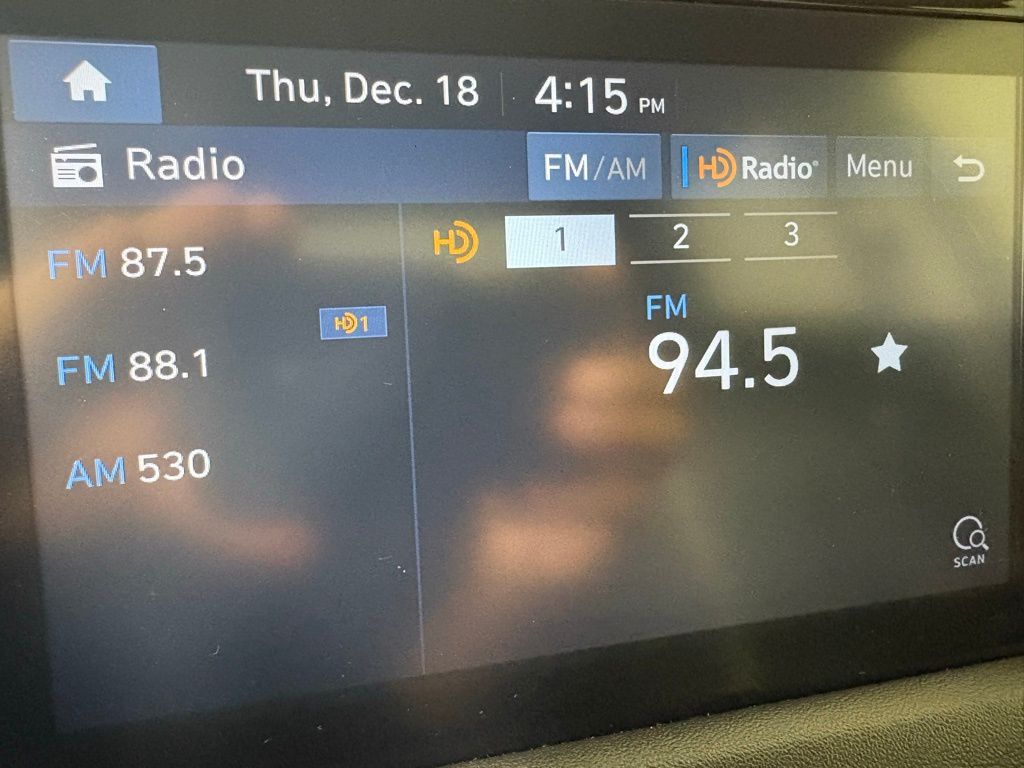 Thu, Dec. 18 4:15 PM
Radio FM/AM HD Radio® Menu
HD 1 2 3
FM 87.5
HD1
FM 88.1
AM 530
FM
94.5
SCAN